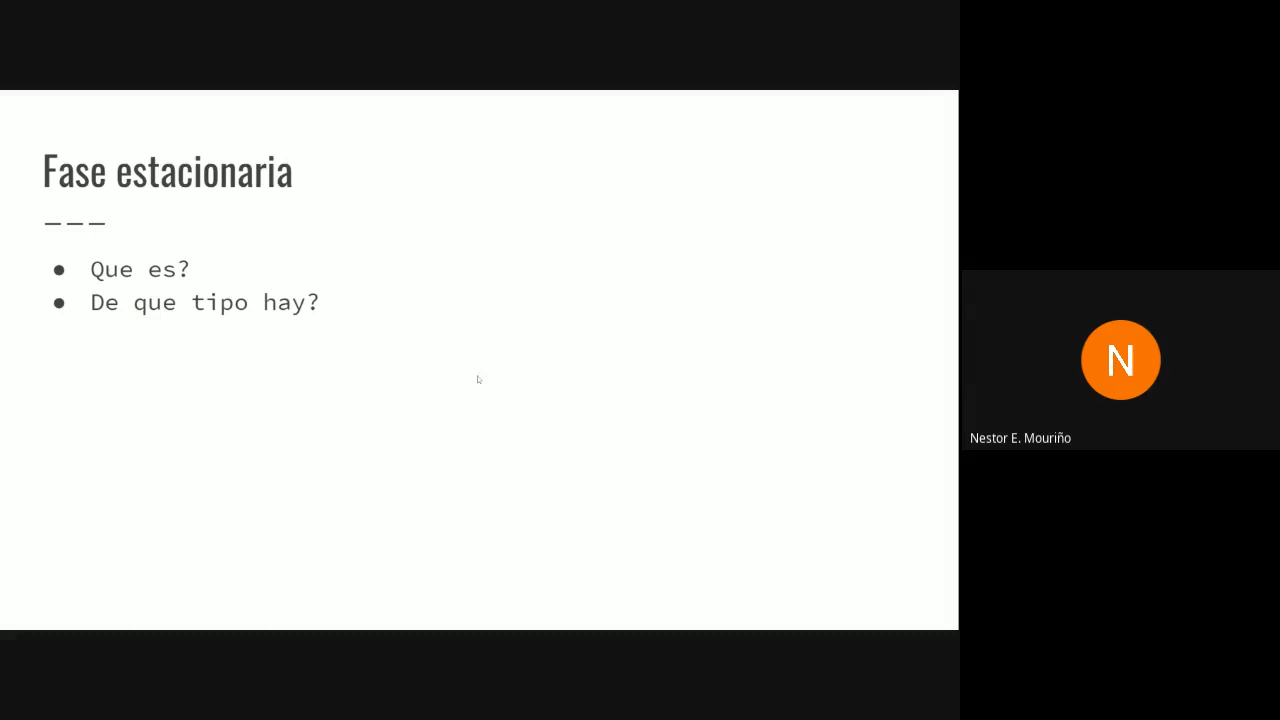 Fase estacionaria
———
● Que es?
● De que tipo hay?
N
Nestor E. Mouriño